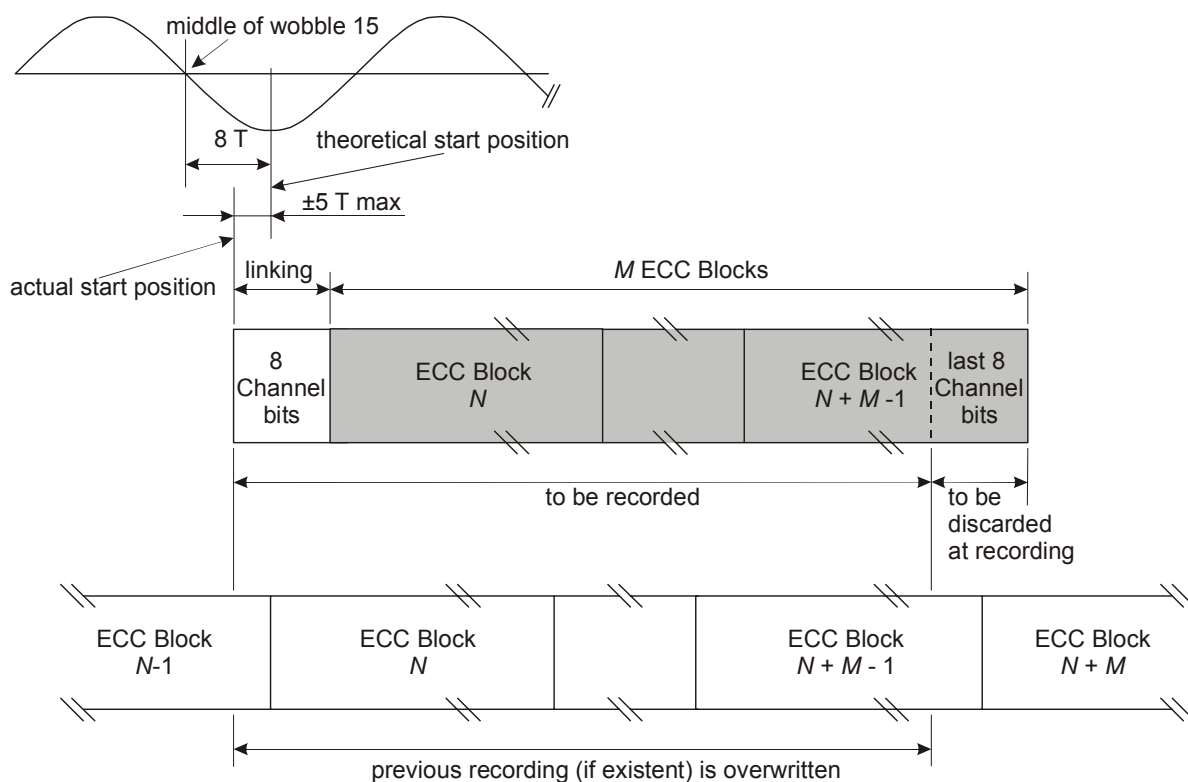 middle of wobble 15
8 T
theoretical start position
±5 T max
actual start position
linking
M ECC Blocks
8
Channel
bits
ECC Block
N
ECC Block
N + M -1
last 8
Channel
bits
to be recorded
to be
discarded
at recording
ECC Block
N-1
ECC Block
N
ECC Block
N + M - 1
ECC Block
N + M
previous recording (if existent) is overwritten